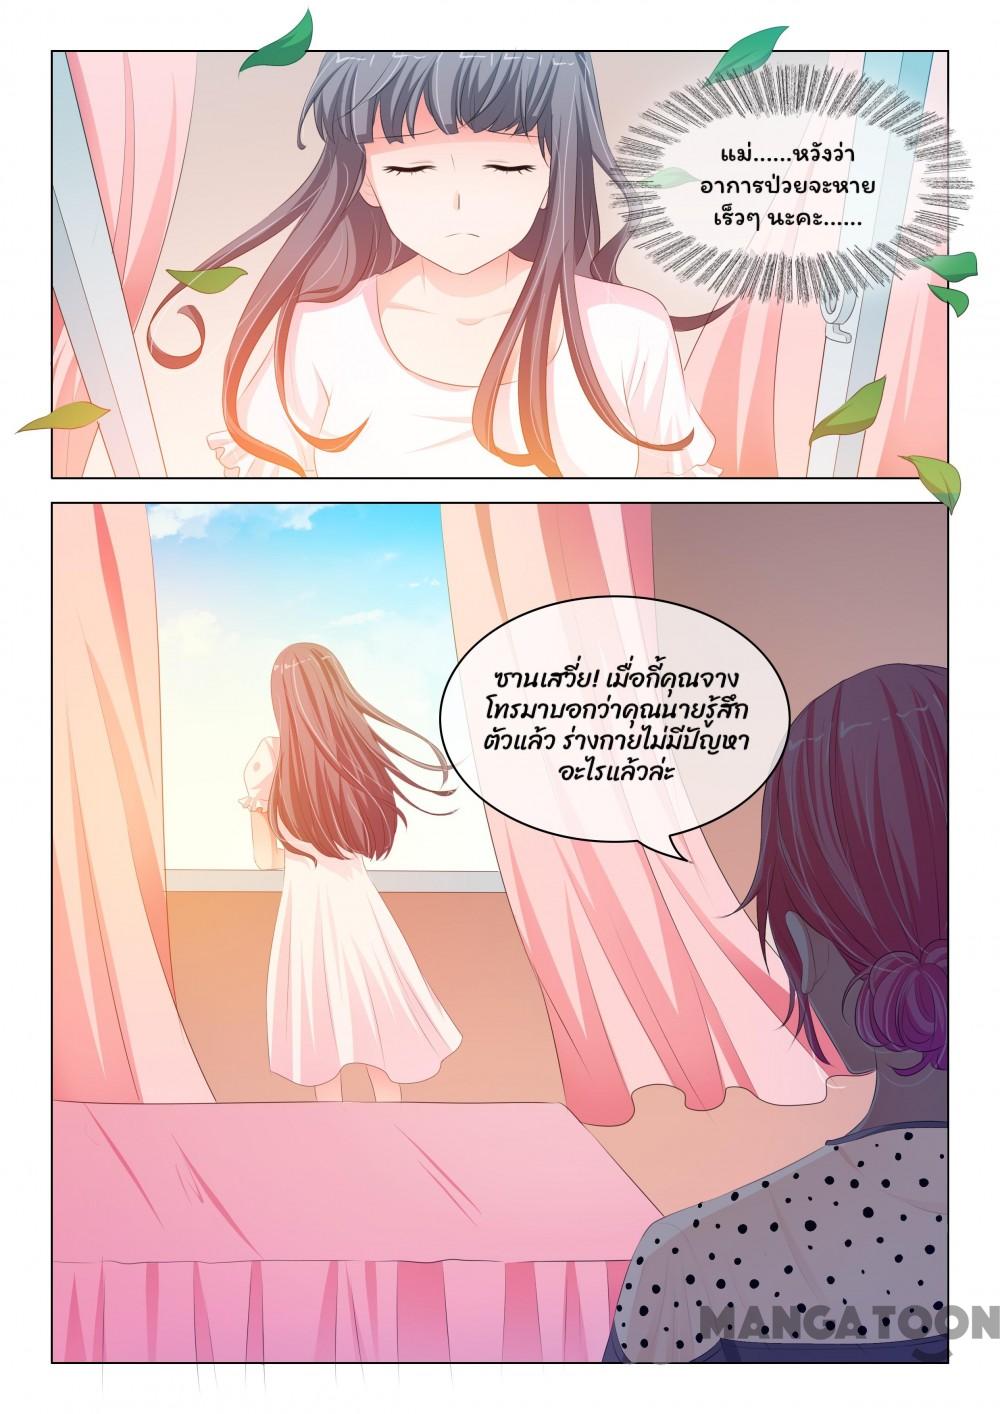 แม่......หวังว่า
อาการป่วยจะหาย
เร็วๆ นะคะ......
ซานเสวี่ย! เมื่อกี้คุณจาง
โทรมาบอกว่าคุณนายรู้สึก
ตัวแล้ว ร่างกายไม่มีปัญหา
อะไรแล้วล่ะ
MANGATOON